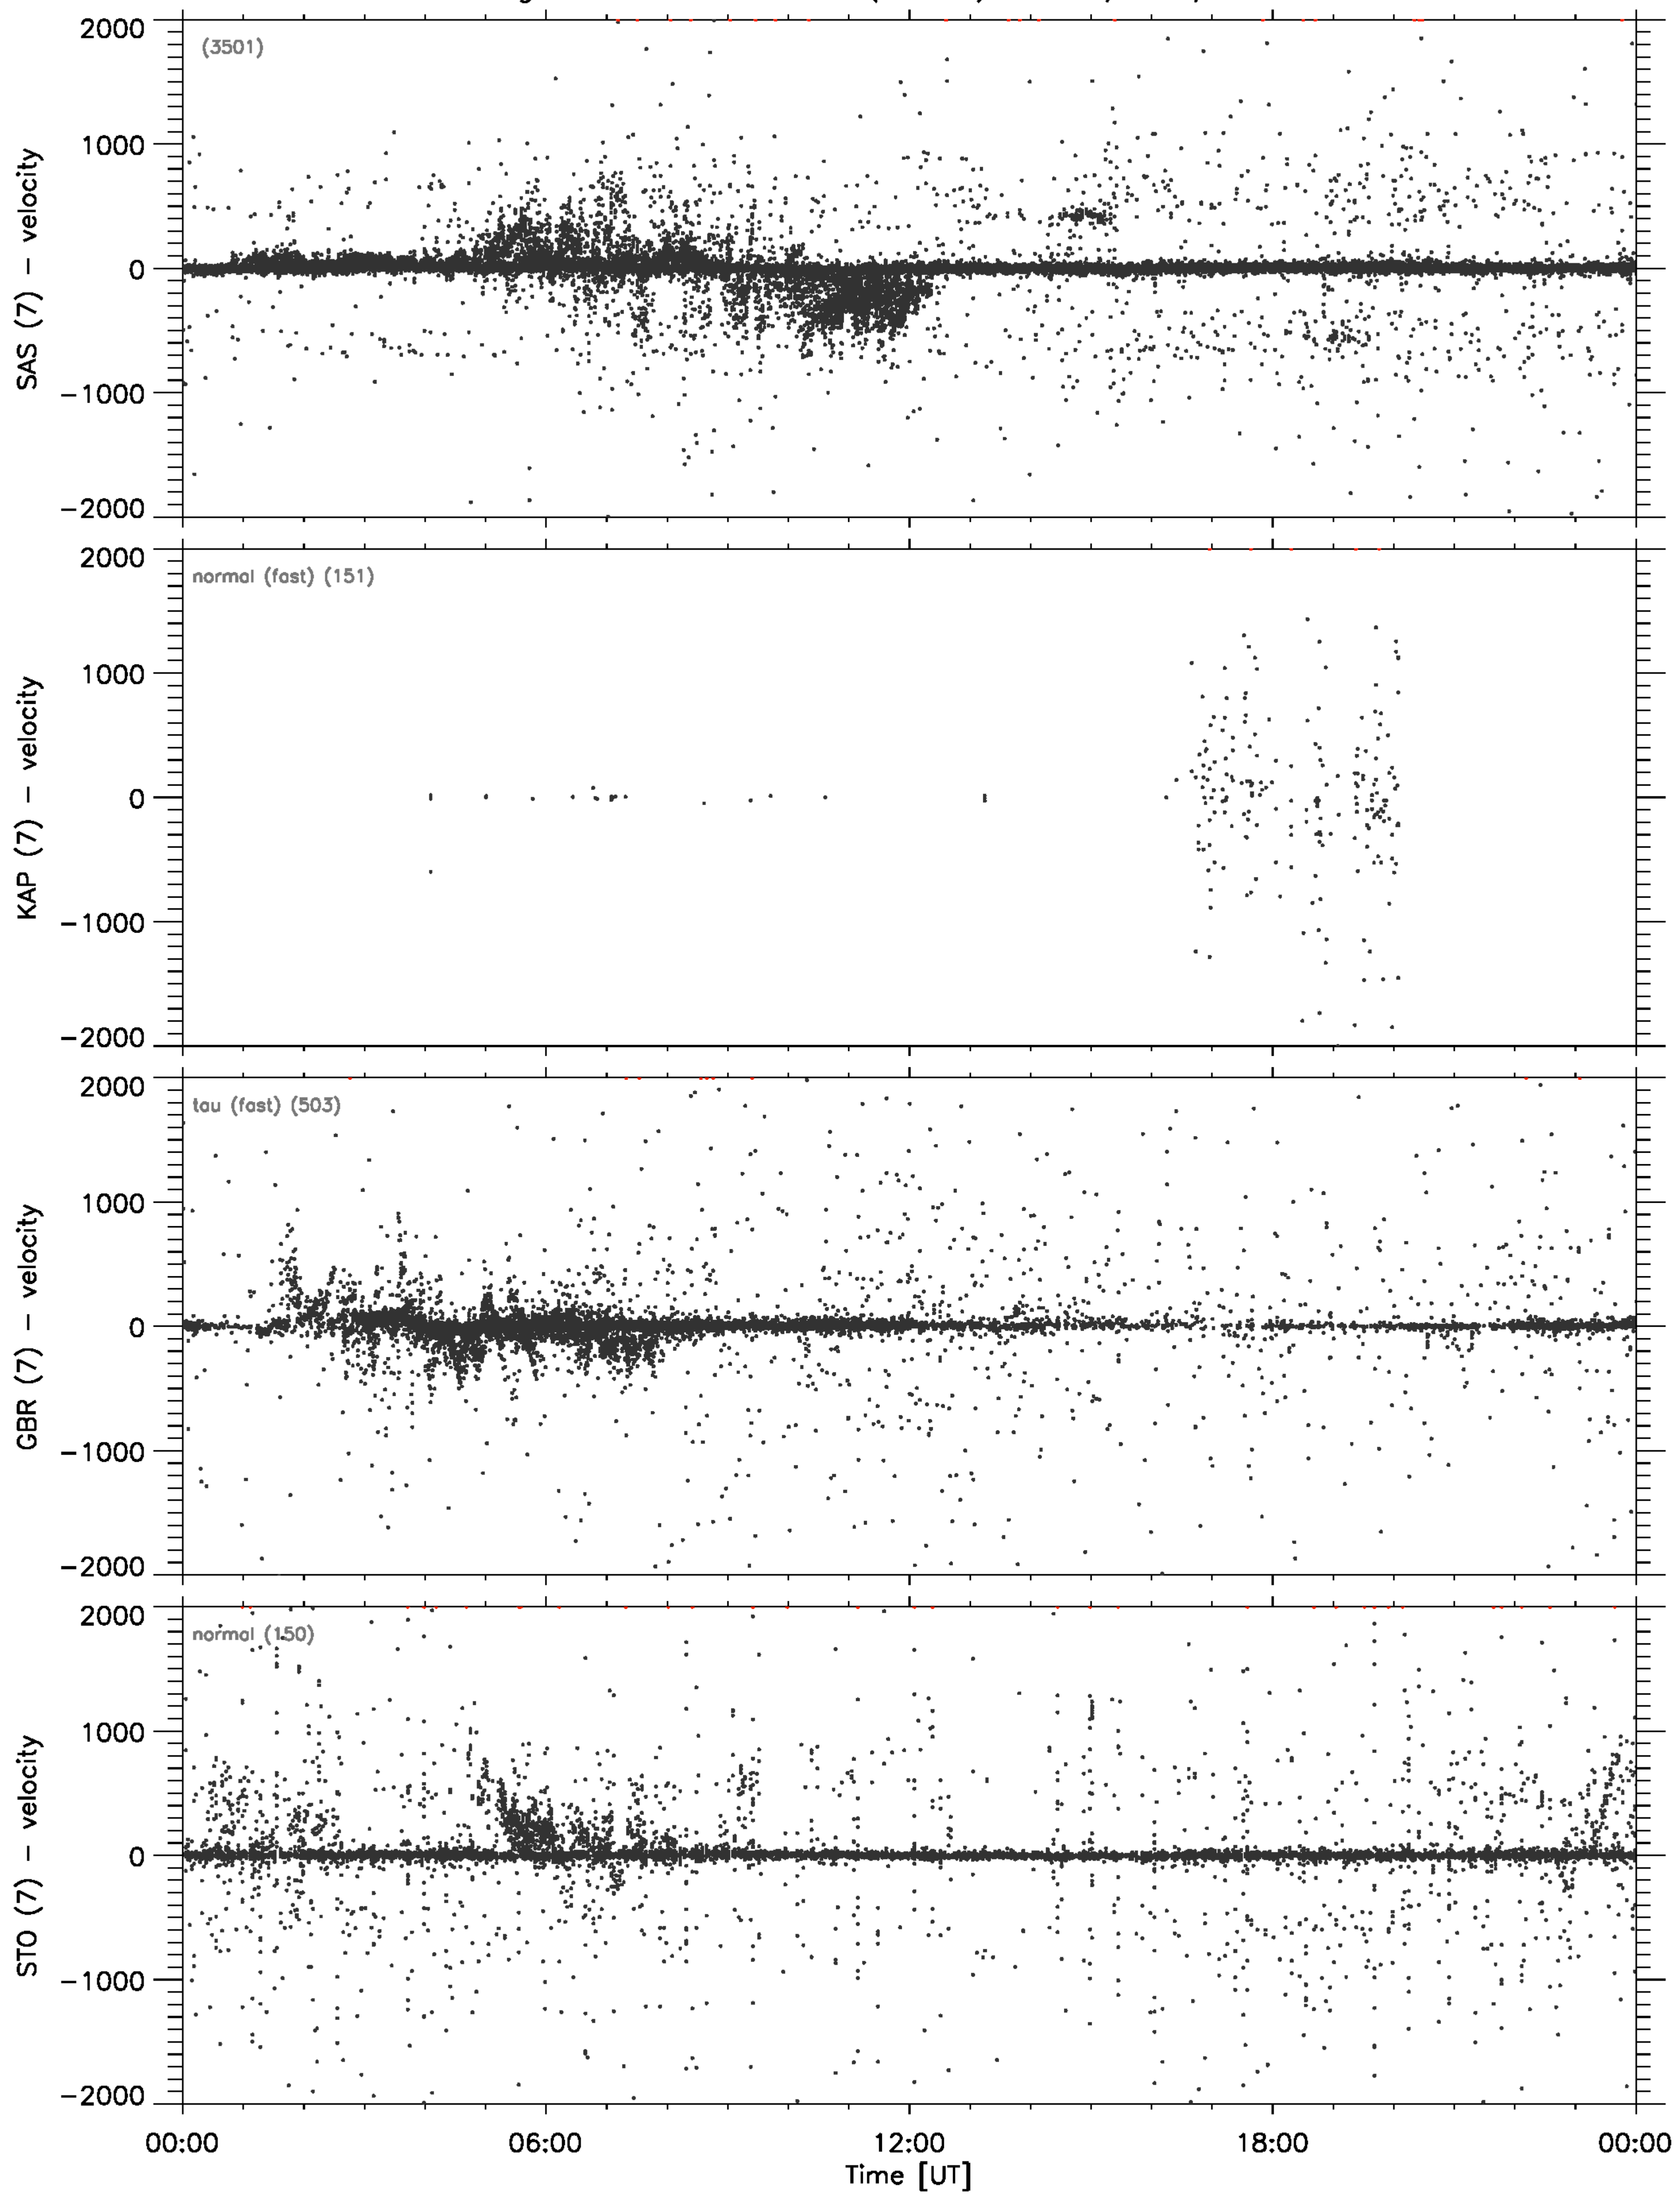 2000
(3501)
1000
0
−1000
−2000
SAS (7) − velocity
2000
normal (fast) (151)
1000
0
−1000
−2000
KAP (7) − velocity
2000
tau (fast) (503)
1000
0
−1000
−2000
GBR (7) − velocity
2000
normal (150)
1000
0
−1000
−2000
STO (7) − velocity
00:00 06:00 12:00 18:00 00:00
Time [UT]